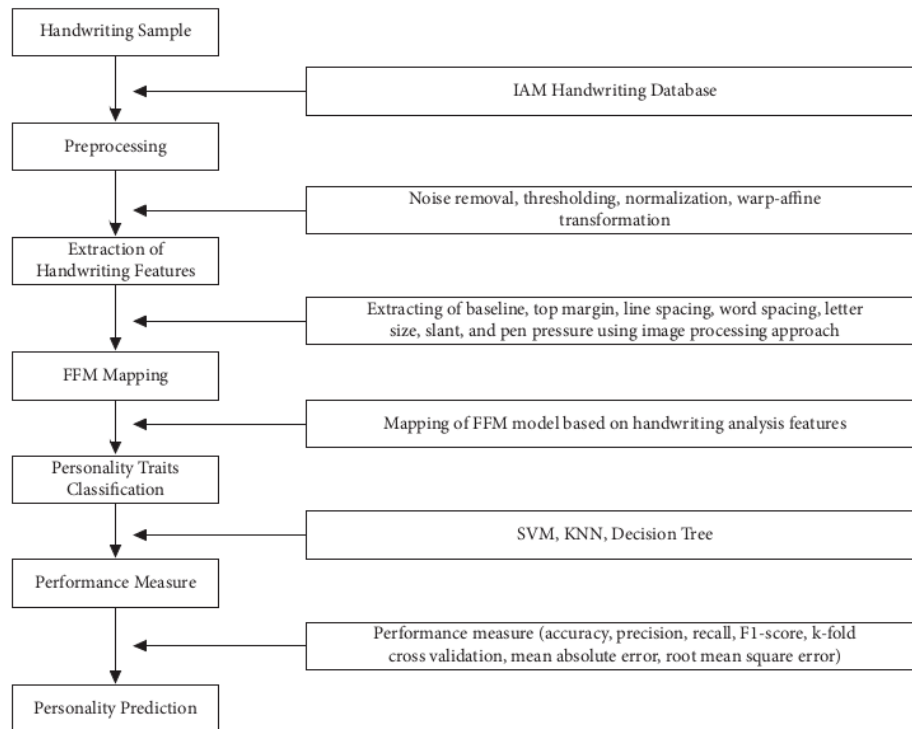 Handwriting Sample
IAM Handwriting Database
Preprocessing
Noise removal, thresholding, normalization, warp-affine
transformation
Extraction of
Handwriting Features
Extracting of baseline, top margin, line spacing, word spacing, letter
size, slant, and pen pressure using image processing approach
FFM Mapping
Mapping of FFM model based on handwriting analysis features
Personality Traits
Classification
SVM, KNN, Decision Tree
Performance Measure
Performance measure (accuracy, precision, recall, F1-score, k-fold
cross validation, mean absolute error, root mean square error)
Personality Prediction